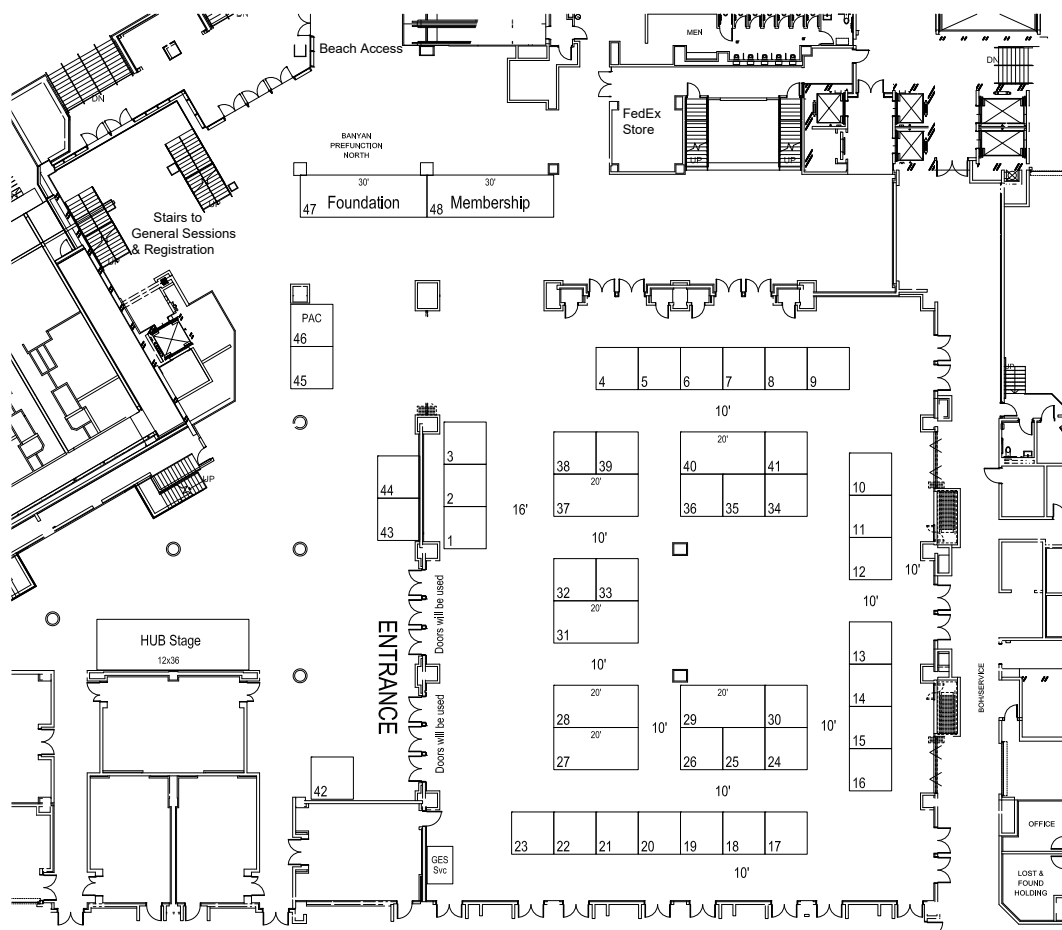 DN
Beach Access
MEN
DN
DN
FedEx
Store
BANYAN
PREFUNCTION
NORTH
UP
UP
30'
30'
47 Foundation
48 Membership
UP
Stairs to
General Sessions
& Registration
PAC
46
45
4
5
6
7
8
9
10'
3
2
1
44
43
16'
38
39
20'
37
20'
40
41
36
35
34
10
11
12
10'
10'
10'
32
33
20'
31
10'
Doors will be used
ENTRANCE
Doors will be used
HUB Stage
12x36
13
14
15
16
BOH/SERVICE
20'
28
20'
27
10'
20'
29
30
26
25
24
10'
10'
42
23
22
21
20
19
18
17
10'
GES
Svc
OFFICE
LOST &
FOUND
HOLDING